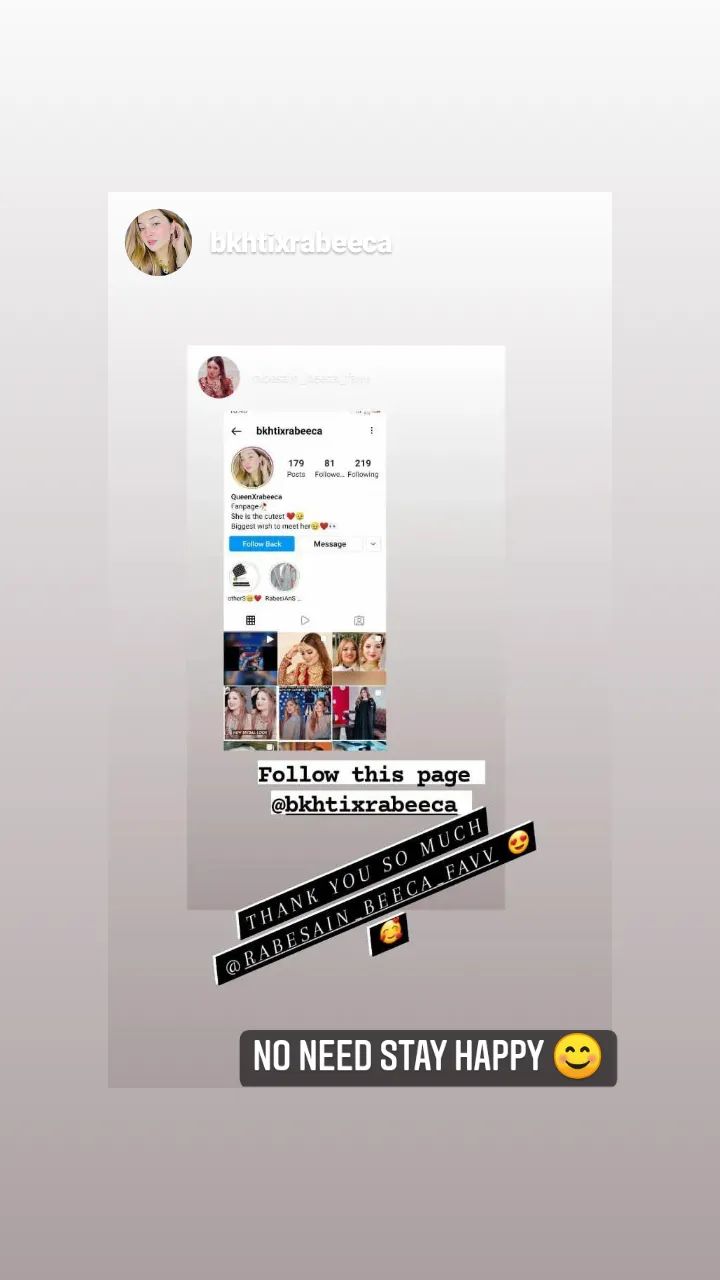 bkhtixrabeeca
rabesain_beeca_favv
bkhtixrabeeca
179 81 219
Posts Followe... Following
QueenXrabeeca
Fanpage🥀
She is the cutest ❤️🥺
Biggest wish to meet her🥺❤️👀
Follow Back Message
otherS😊❤️ RabesiAnS ...
NEW BRIDAL LOOK
Follow this page
@bkhtixrabeeca
THANK YOU SO MUCH
@RABESAIN_BEECA_FAVV 😍
🥰
NO NEED STAY HAPPY 😊